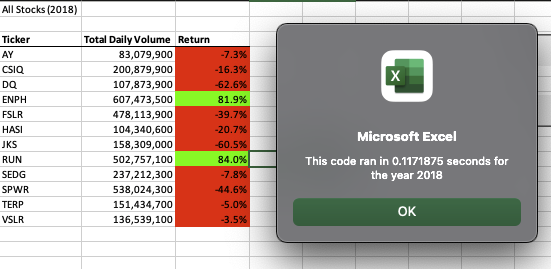 All Stocks (2018)
Ticker Total Daily Volume Return
AY 83,079,900 -7.3%
CSIQ 200,879,900 -16.3%
DQ 107,873,900 -62.6%
ENPH 607,473,500 81.9%
FSLR 478,113,900 -39.7%
HASI 104,340,600 -20.7%
JKS 158,309,000 -60.5%
RUN 502,757,100 84.0%
SEDG 237,212,300 -7.8%
SPWR 538,024,300 -44.6%
TERP 151,434,700 -5.0%
VSLR 136,539,100 -3.5%
X
Microsoft Excel
This code ran in 0.1171875 seconds for
the year 2018
OK